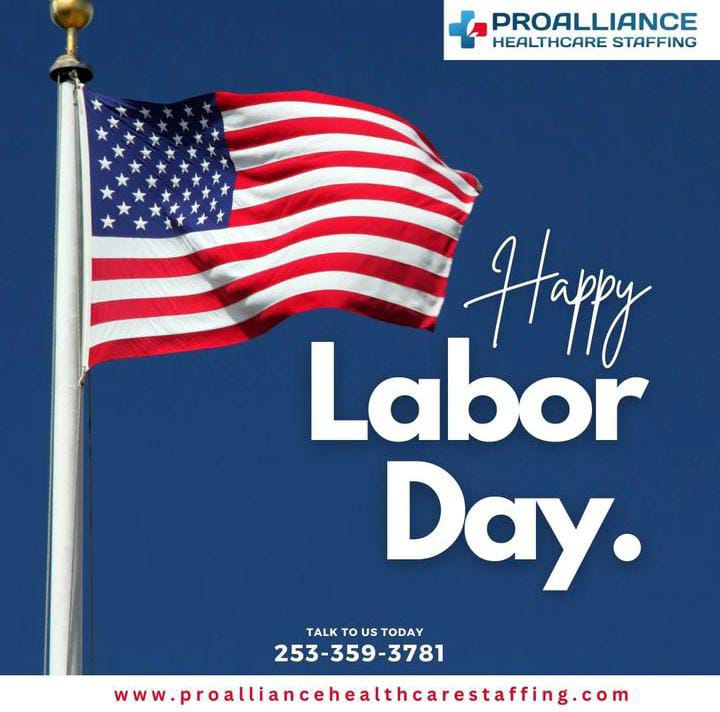 PROALLIANCE
HEALTHCARE STAFFING
Happy
Labor
Day.
TALK TO US TODAY
253-359-3781
www.proalliancehealthcarestaffing.com